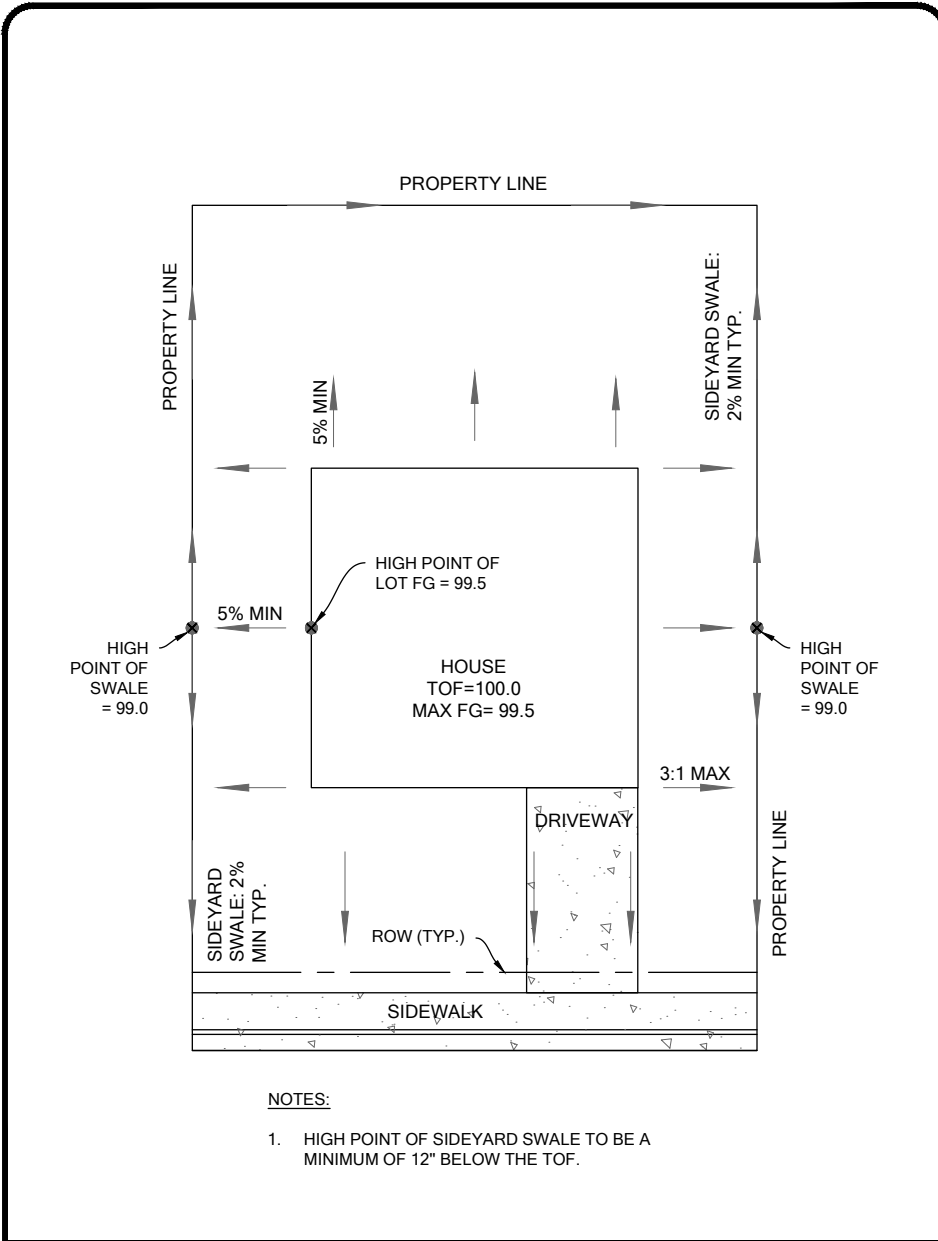 PROPERTY LINE
PROPERTY LINE
SIDEYARD SWALE:
2% MIN TYP.
5% MIN
HIGH POINT OF
LOT FG = 99.5
5% MIN
HIGH
POINT OF
SWALE
= 99.0
HOUSE
TOF=100.0
MAX FG= 99.5
HIGH
POINT OF
SWALE
= 99.0
3:1 MAX
DRIVEWAY
PROPERTY LINE
SIDEYARD
SWALE: 2%
MIN TYP.
ROW (TYP.)
SIDEWALK
NOTES:
1. HIGH POINT OF SIDEYARD SWALE TO BE A
MINIMUM OF 12" BELOW THE TOF.